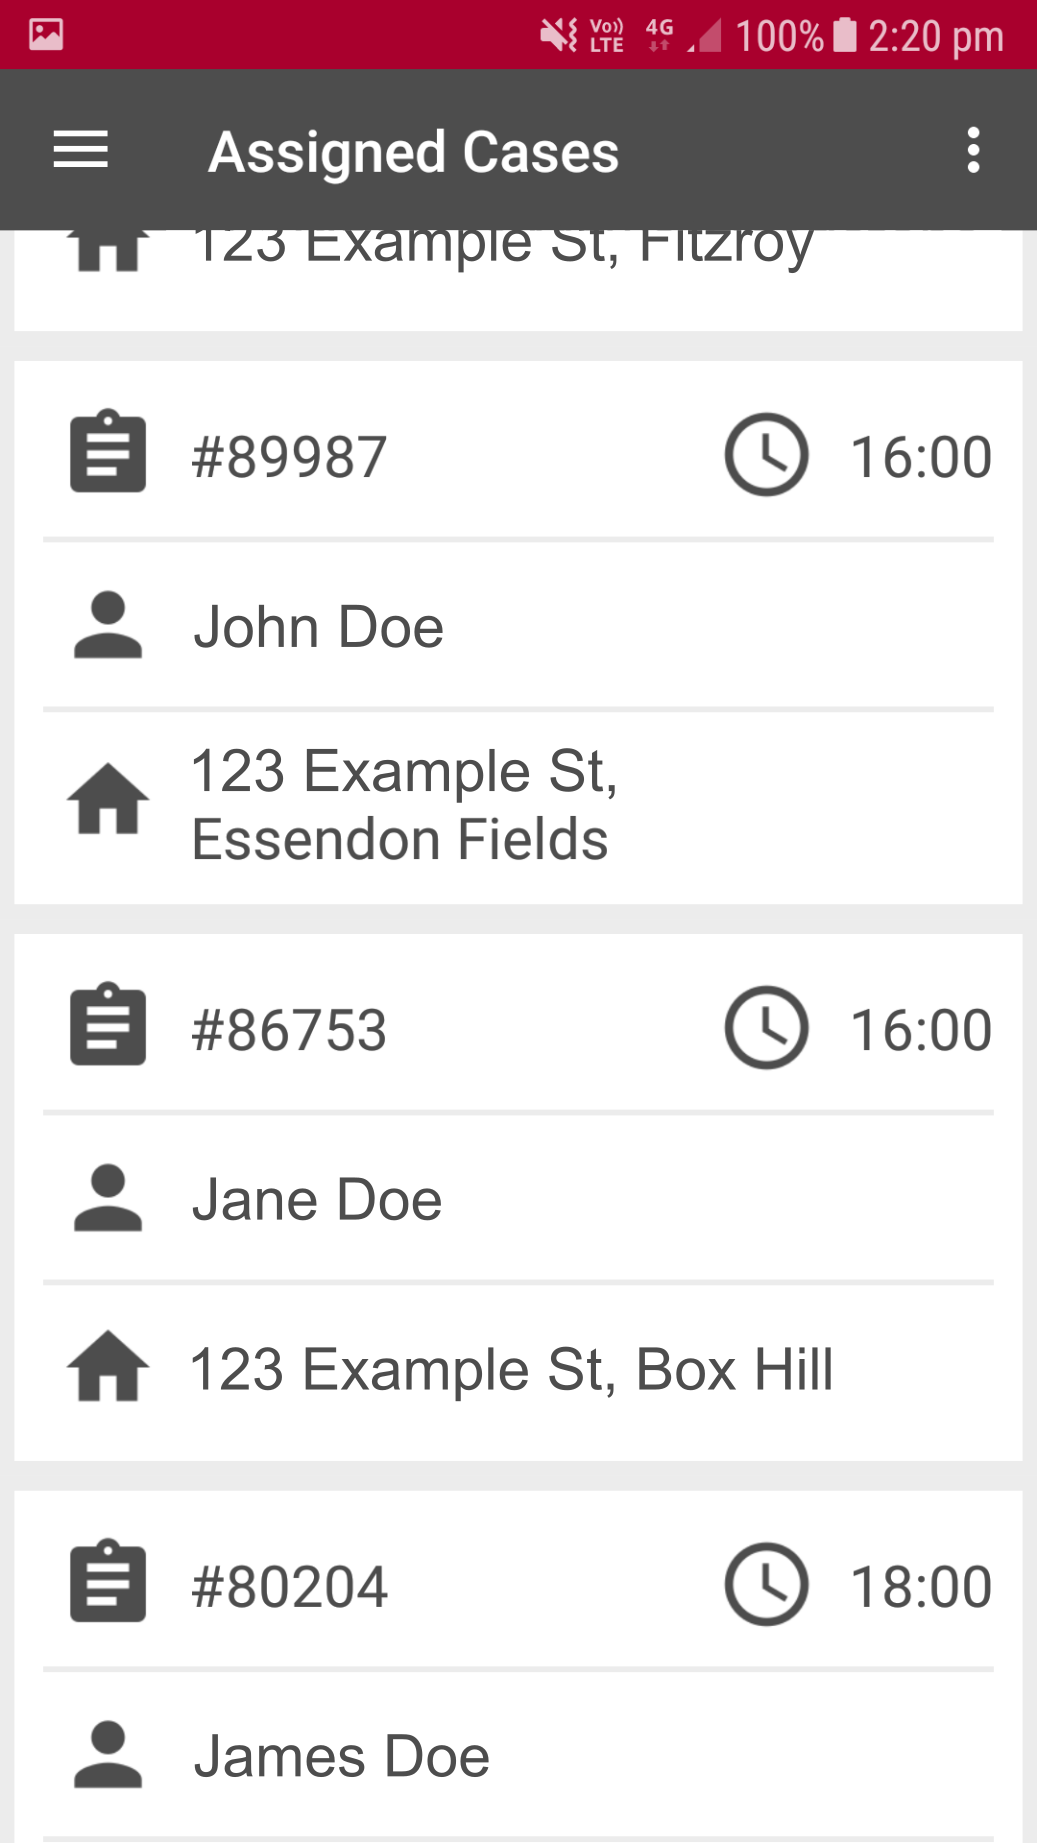 Vo)) LTE 4G 100% 2:20 pm
Assigned Cases
123 Example St, Fitzroy
#89987 16:00
John Doe
123 Example St,
Essendon Fields
#86753 16:00
Jane Doe
123 Example St, Box Hill
#80204 18:00
James Doe